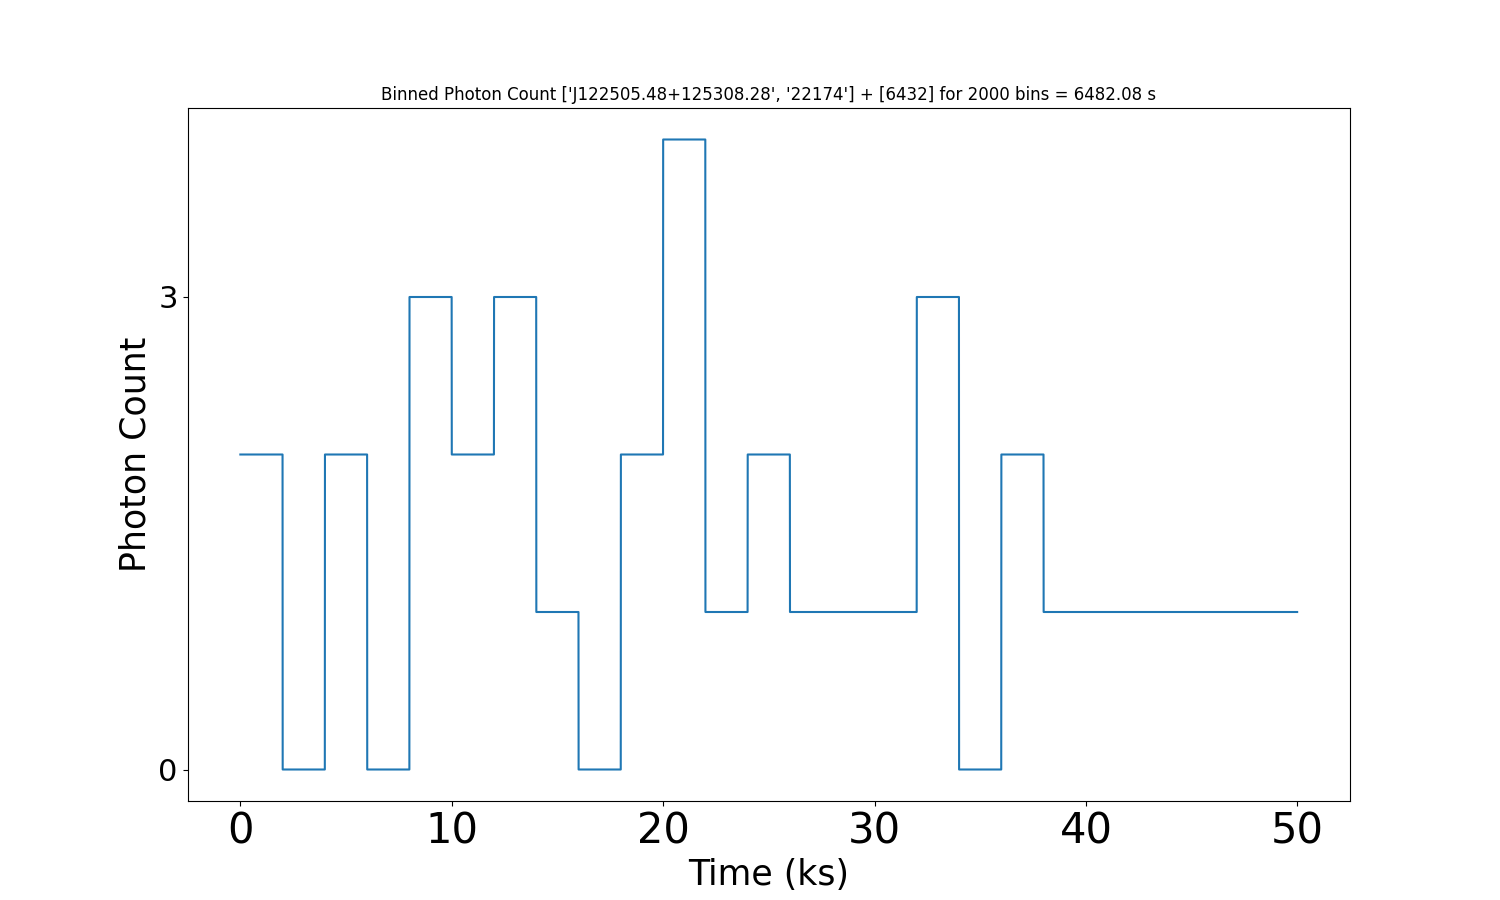 Binned Photon Count ['J122505.48+125308.28', '22174'] + [6432] for 2000 bins = 6482.08 s
3
Photon Count
0
0 10 20 30 40 50
Time (ks)